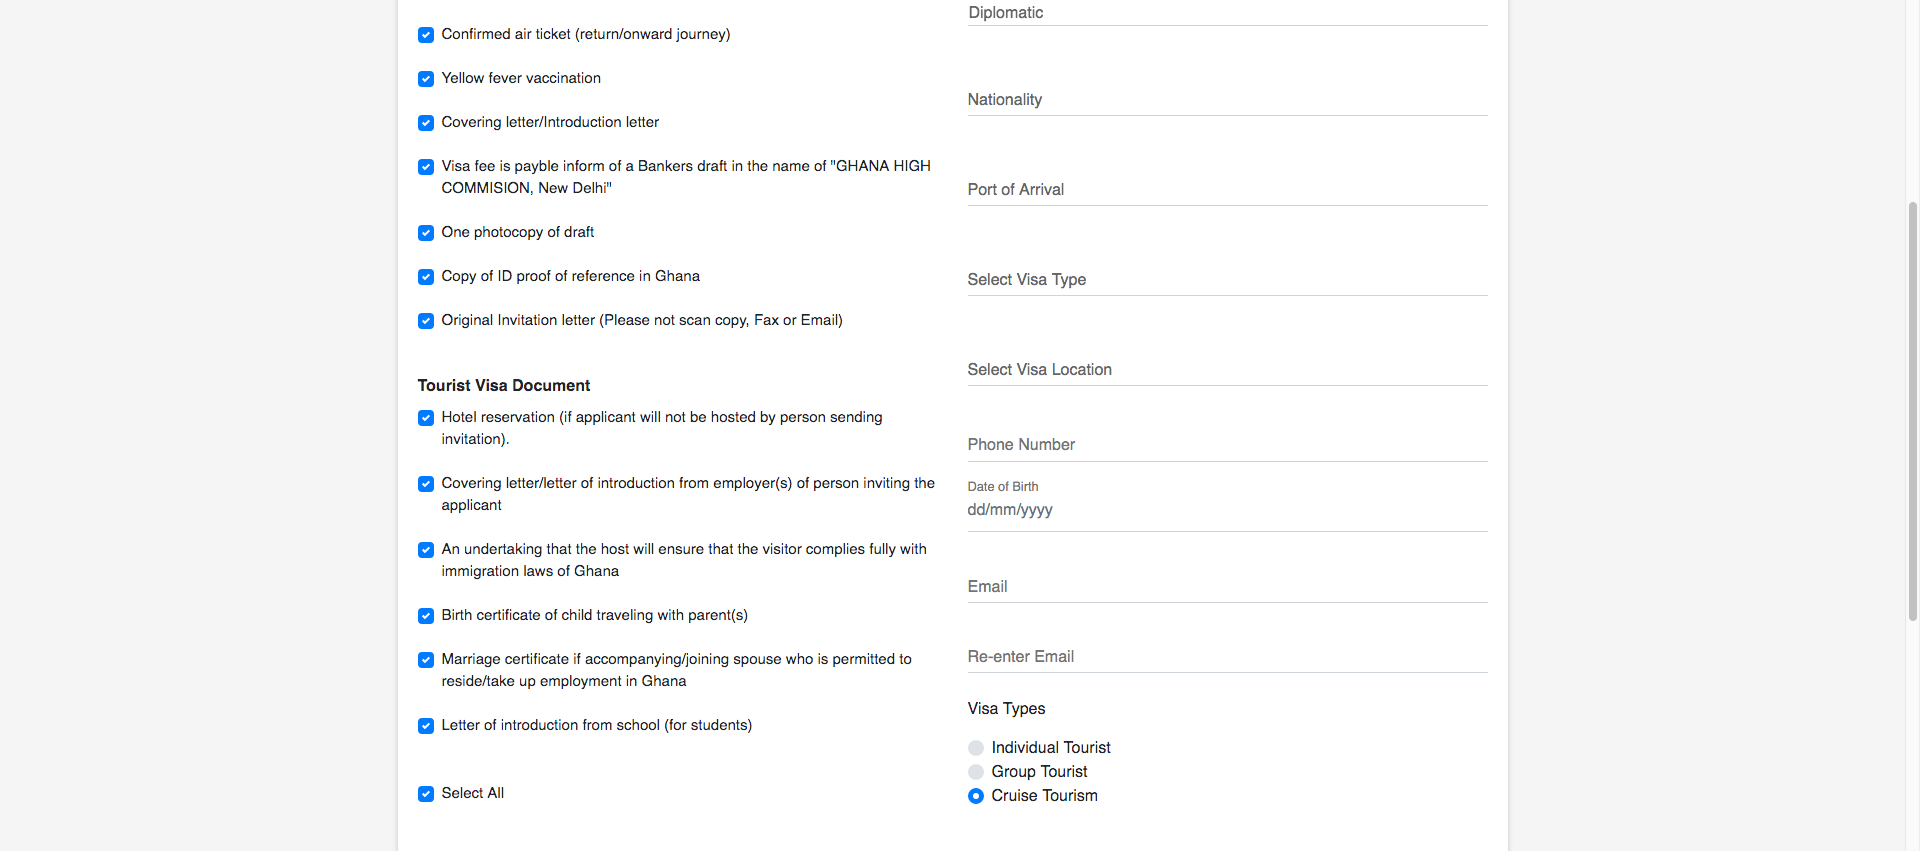 Confirmed air ticket (return/onward journey)
Yellow fever vaccination
Covering letter/Introduction letter
Visa fee is payble inform of a Bankers draft in the name of "GHANA HIGH
COMMISION, New Delhi"
One photocopy of draft
Copy of ID proof of reference in Ghana
Original Invitation letter (Please not scan copy, Fax or Email)
Tourist Visa Document
Hotel reservation (if applicant will not be hosted by person sending
invitation).
Covering letter/letter of introduction from employer(s) of person inviting the
applicant
An undertaking that the host will ensure that the visitor complies fully with
immigration laws of Ghana
Birth certificate of child traveling with parent(s)
Marriage certificate if accompanying/joining spouse who is permitted to
reside/take up employment in Ghana
Letter of introduction from school (for students)
Select All
Diplomatic
Nationality
Port of Arrival
Select Visa Type
Select Visa Location
Phone Number
Date of Birth
dd/mm/yyyy
Email
Re-enter Email
Visa Types
Individual Tourist
Group Tourist
Cruise Tourism